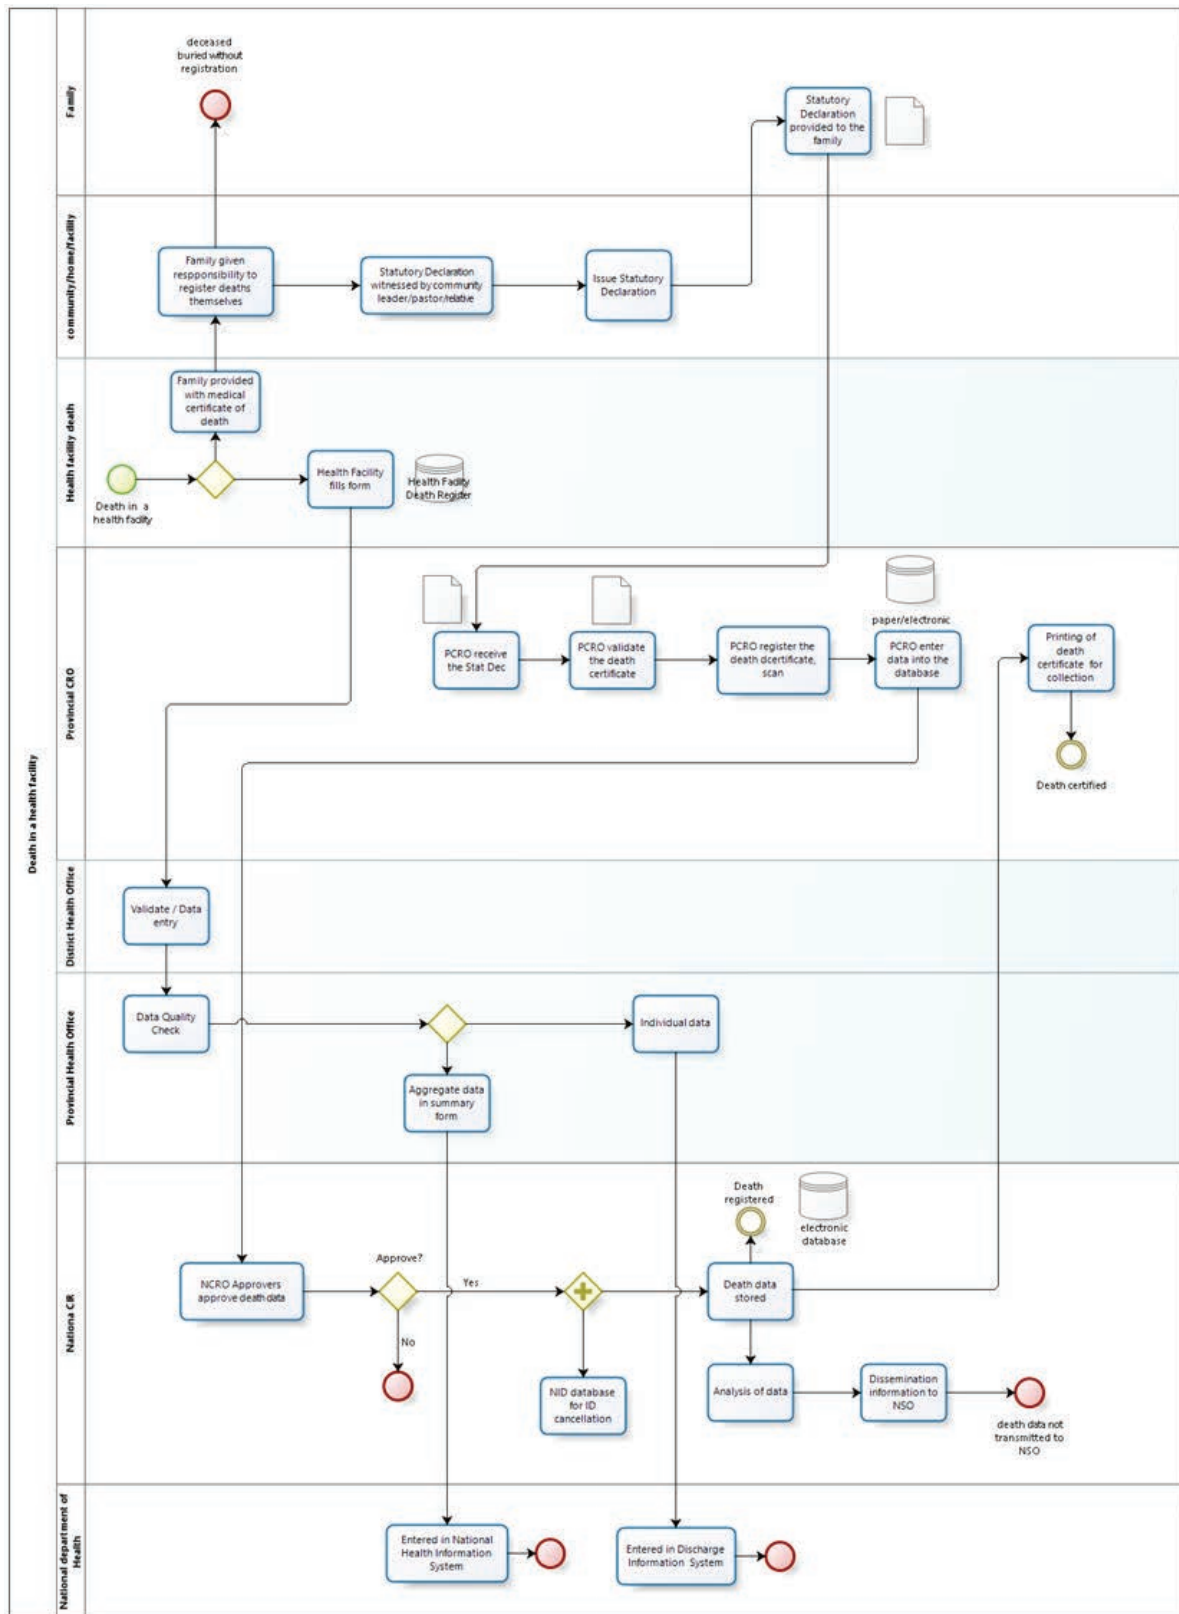 Death in a health facility
Family
deceased
buried without
registration
Statutory
Declaration
provided to the
family
community/home/facility
Family given
respponsibility to
register deaths
themselves
Statutory Declaration
witnessed by community
leader/pastor/relative
Issue Statutory
Declaration
Health facility death
Family provided
with medical
certificate of
death
Death in a
health facility
Health Facility
fills form
Health Facility
Death Register
Provincial CRO
PCRO receive
the Stat Dec
PCRO validate
the death
certificate
PCRO register the
death dcertificate,
scan
paper/electronic
PCRO enter
data into the
database
Printing of
death
certificate for
collection
Death certified
District Health Office
Validate / Data
entry
Provincial Health Office
Data Quality
Check
Individual data
Aggregate data
in summary
form
Nationa CIR
NCRO Approvers
approve death data
Approve?
Yes
No
NID database
for ID
cancellation
Death
registered
electronic
database
Death data
stored
Analysis of data
Dissemination
information to
NSO
death data not
transmitted to
NSO
National department of
Health
Entered in National
Health Information
System
Entered in Discharge
Information System